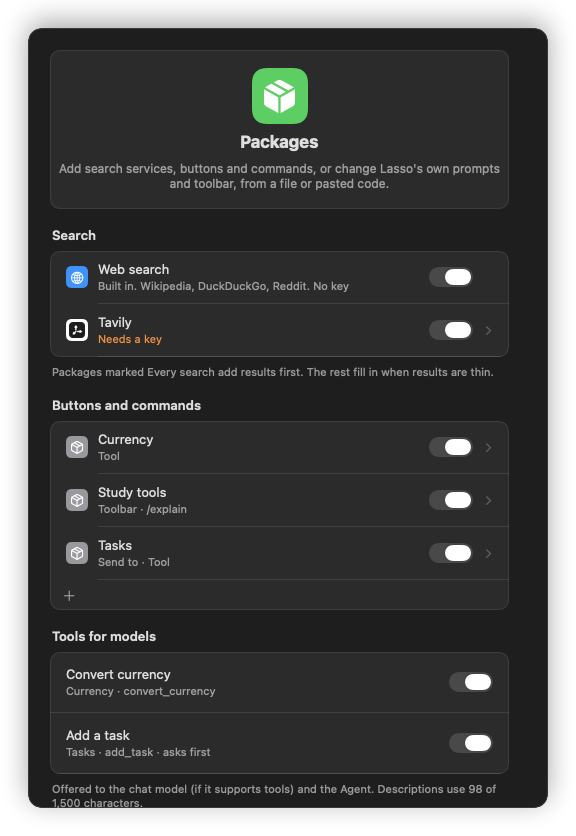 Packages
Add search services, buttons and commands, or change Lasso's own prompts
and toolbar, from a file or pasted code.
Search
Web search
Built in. Wikipedia, DuckDuckGo, Reddit. No key
Tavily
Needs a key
Packages marked Every search add results first. The rest fill in when results are thin.
Buttons and commands
Currency
Tool
Study tools
Toolbar · /explain
Tasks
Send to · Tool
Tools for models
Convert currency
Currency · convert_currency
Add a task
Tasks · add_task · asks first
Offered to the chat model (if it supports tools) and the Agent. Descriptions use 98 of
1,500 characters.